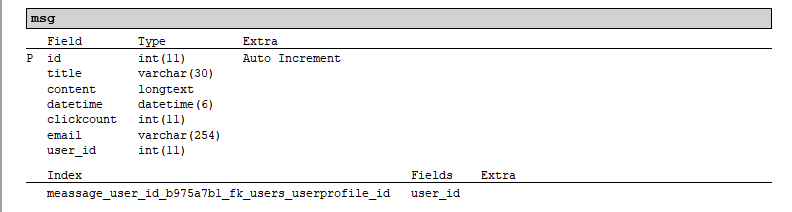 msg
Field Type Extra
P id int(11) Auto Increment
title varchar(30)
content longtext
datetime datetime(6)
clickcount int(11)
email varchar(254)
user_id int(11)
Index Fields Extra
meassage_user_id_b975a7b1_fk_users_userprofile_id user_id